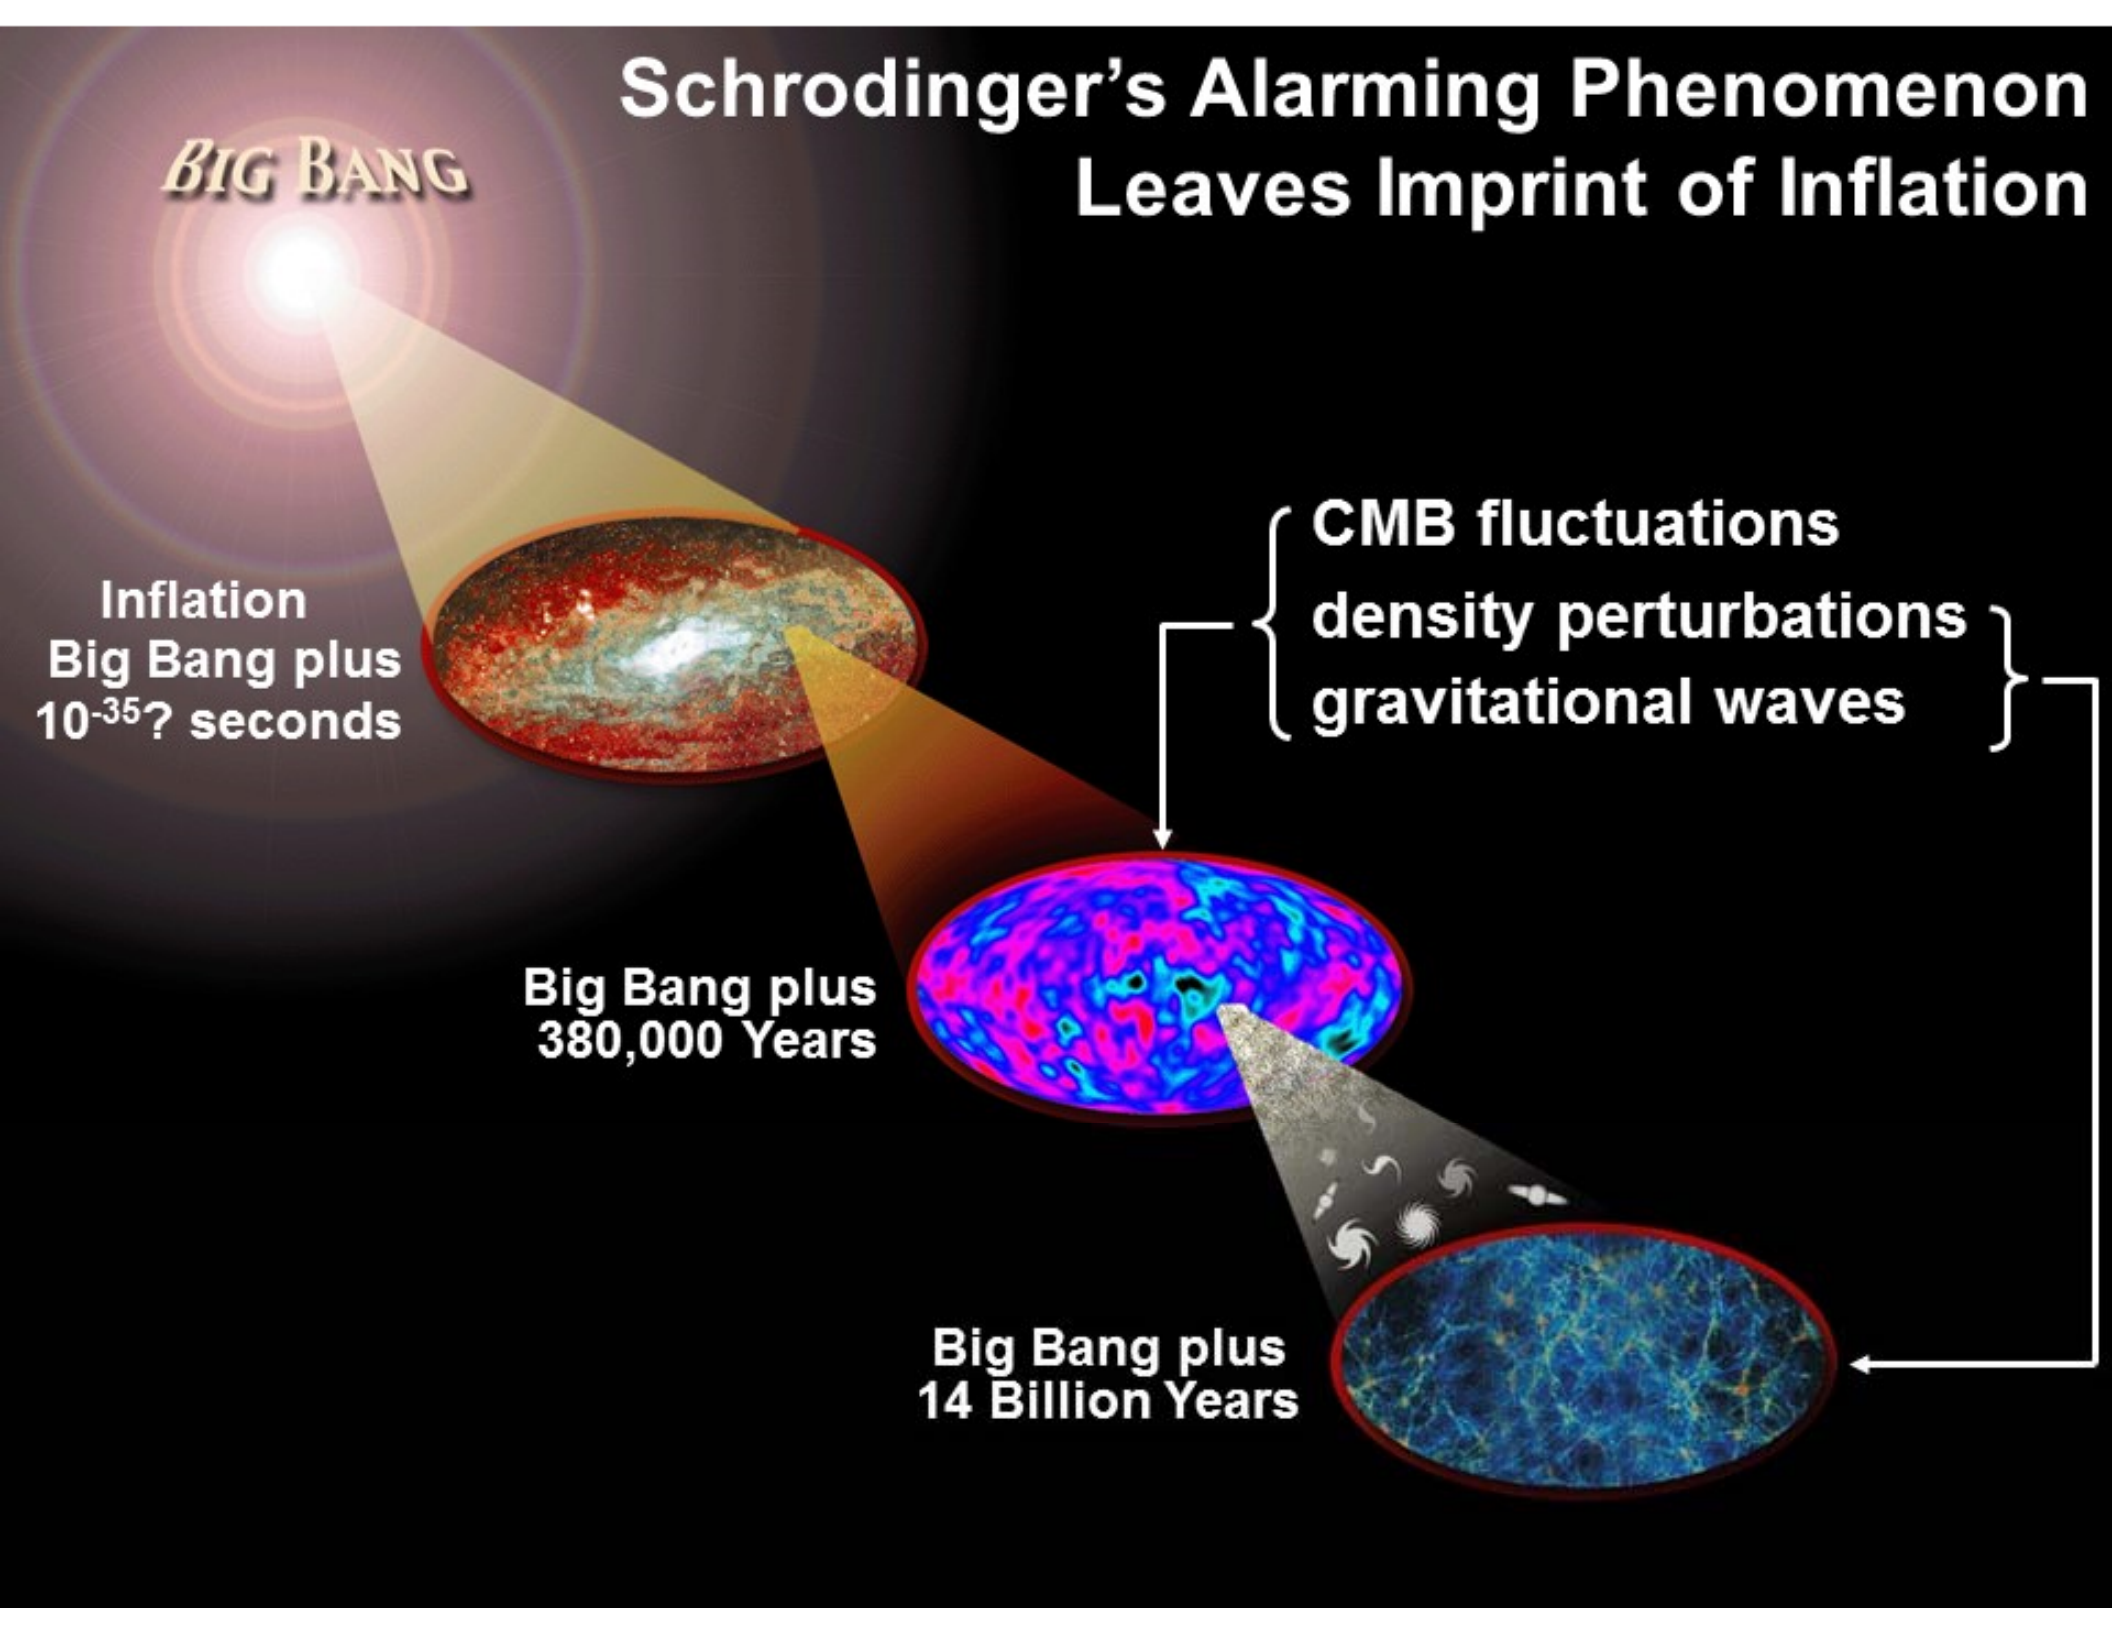 Schrodinger's Alarming Phenomenon
Leaves Imprint of Inflation
BIG BANG
Inflation
Big Bang plus
10⁻³⁵? seconds
CMB fluctuations
density perturbations
gravitational waves
Big Bang plus
380,000 Years
Big Bang plus
14 Billion Years